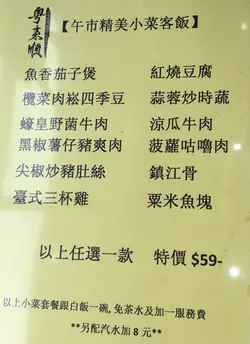 粵泰順
【午市精美小菜客飯】
魚香茄子煲 紅燒豆腐
欖菜肉崧四季豆 蒜蓉炒時蔬
蠔皇野菌牛肉 涼瓜牛肉
黑椒薯仔豬爽肉 菠蘿咕嚕肉
尖椒炒豬肚絲 鎮江骨
臺式三杯雞 粟米魚塊
以上任選一款 特價 $59-
以上小菜套餐跟白飯一碗, 免茶水及加一服務費
**另配汽水加 8 元**